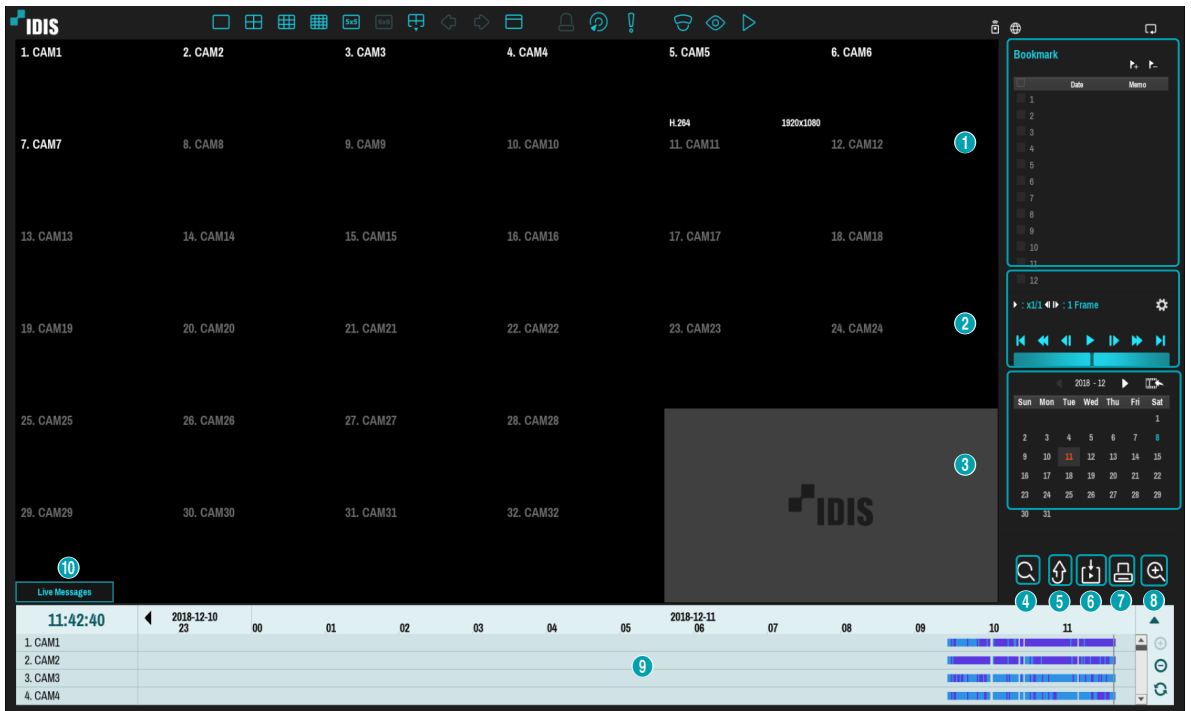 IDIS
5x5 6x6
1. CAM1 2. CAM2 3. CAM3 4. CAM4 5. CAM5 6. CAM6
H.264 1920x1080
7. CAM7 8. CAM8 9. CAM9 10. CAM10 11. CAM11 12. CAM12
1
13. CAM13 14. CAM14 15. CAM15 16. CAM16 17. CAM17 18. CAM18
19. CAM19 20. CAM20 21. CAM21 22. CAM22 23. CAM23 24. CAM24
2
25. CAM25 26. CAM26 27. CAM27 28. CAM28
3
29. CAM29 30. CAM30 31. CAM31 32. CAM32
IDIS
Bookmark
Date Memo
1
2
3
4
5
6
7
8
9
10
11
12
: x1/1 : 1 Frame
2018 - 12
Sun Mon Tue Wed Thu Fri Sat
1
2 3 4 5 6 7 8
9 10 11 12 13 14 15
16 17 18 19 20 21 22
23 24 25 26 27 28 29
30 31
4 5 6 7 8
10
Live Messages
11:42:40
2018-12-10 2018-12-11
23 00 01 02 03 04 05 06 07 08 09 10 11
1. CAM1
2. CAM2
9
3. CAM3
4. CAM4